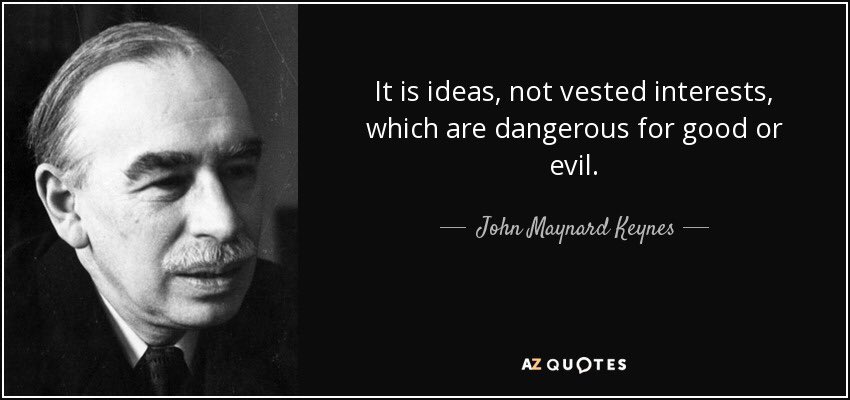 It is ideas, not vested interests,
which are dangerous for good or
evil.
— John Maynard Keynes —
AZ QUOTES